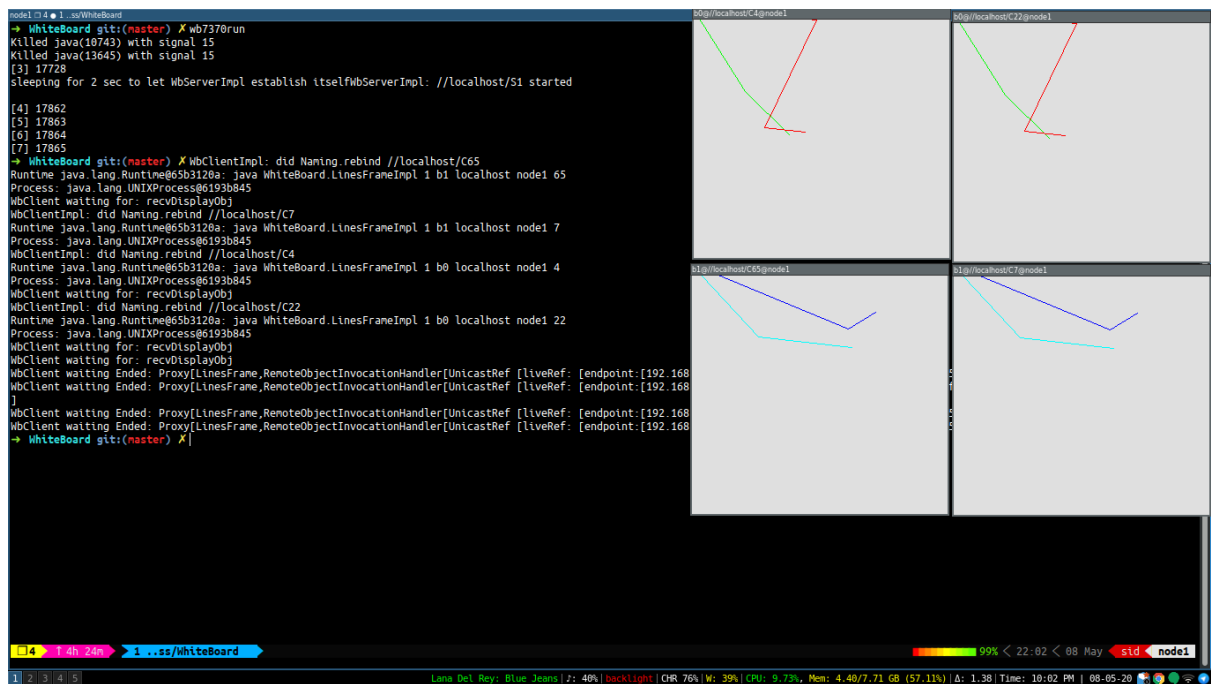 node1 ❐ 4 ● 1 ..ss/WhiteBoard
→ WhiteBoard git:(master) ✗ wb7370run
Killed java(10743) with signal 15
Killed java(13645) with signal 15
[3] 17728
sleeping for 2 sec to let WbServerImpl establish itselfWbServerImpl: //localhost/S1 started
[4] 17862
[5] 17863
[6] 17864
[7] 17865
→ WhiteBoard git:(master) ✗ WbClientImpl: did Naming.rebind //localhost/C65
Runtime java.lang.Runtime@65b3120a: java WhiteBoard.LinesFrameImpl 1 b1 localhost node1 65
Process: java.lang.UNIXProcess@6193b845
WbClient waiting for: recvDisplayObj
WbClientImpl: did Naming.rebind //localhost/C7
Runtime java.lang.Runtime@65b3120a: java WhiteBoard.LinesFrameImpl 1 b1 localhost node1 7
Process: java.lang.UNIXProcess@6193b845
WbClientImpl: did Naming.rebind //localhost/C4
Runtime java.lang.Runtime@65b3120a: java WhiteBoard.LinesFrameImpl 1 b0 localhost node1 4
Process: java.lang.UNIXProcess@6193b845
WbClient waiting for: recvDisplayObj
WbClientImpl: did Naming.rebind //localhost/C22
Runtime java.lang.Runtime@65b3120a: java WhiteBoard.LinesFrameImpl 1 b0 localhost node1 22
Process: java.lang.UNIXProcess@6193b845
WbClient waiting for: recvDisplayObj
WbClient waiting for: recvDisplayObj
WbClient waiting Ended: Proxy[LinesFrame,RemoteObjectInvocationHandler[UnicastRef [liveRef: [endpoint:[192.168
WbClient waiting Ended: Proxy[LinesFrame,RemoteObjectInvocationHandler[UnicastRef [liveRef: [endpoint:[192.168
]
WbClient waiting Ended: Proxy[LinesFrame,RemoteObjectInvocationHandler[UnicastRef [liveRef: [endpoint:[192.168
WbClient waiting Ended: Proxy[LinesFrame,RemoteObjectInvocationHandler[UnicastRef [liveRef: [endpoint:[192.168
→ WhiteBoard git:(master) ✗
b0@//localhost/C4@node1
b0@//localhost/C22@node1
b1@//localhost/C65@node1
b1@//localhost/C7@node1
❐ 4 ↑ 4h 24m 1 ..ss/WhiteBoard
99% < 22:02 < 08 May sid node1
1 2 3 4 5
Lana Del Rey: Blue Jeans | ♪: 40% | backlight | CHR 76% | W: 39% | CPU: 9.73%, Mem: 4.40/7.71 GB (57.11%) | Δ: 1.38 | Time: 10:02 PM | 08-05-20